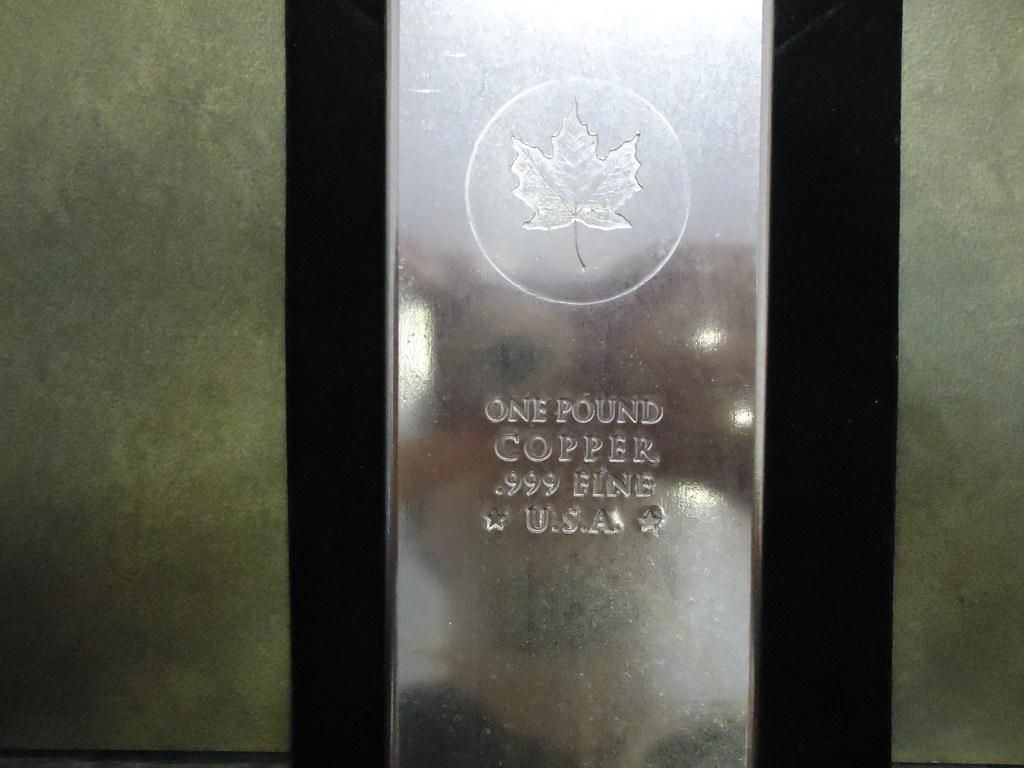 ONE POUND
COPPER
.999 FINE
★ U.S.A. ★